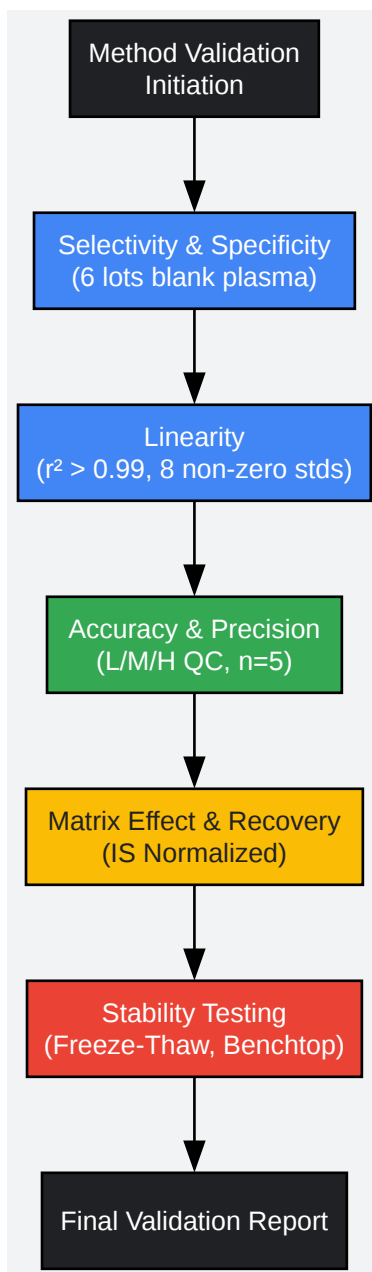 Method Validation
Initiation
Selectivity & Specificity
(6 lots blank plasma)
Linearity
(r² > 0.99, 8 non-zero stds)
Accuracy & Precision
(L/M/H QC, n=5)
Matrix Effect & Recovery
(IS Normalized)
Stability Testing
(Freeze-Thaw, Benchtop)
Final Validation Report